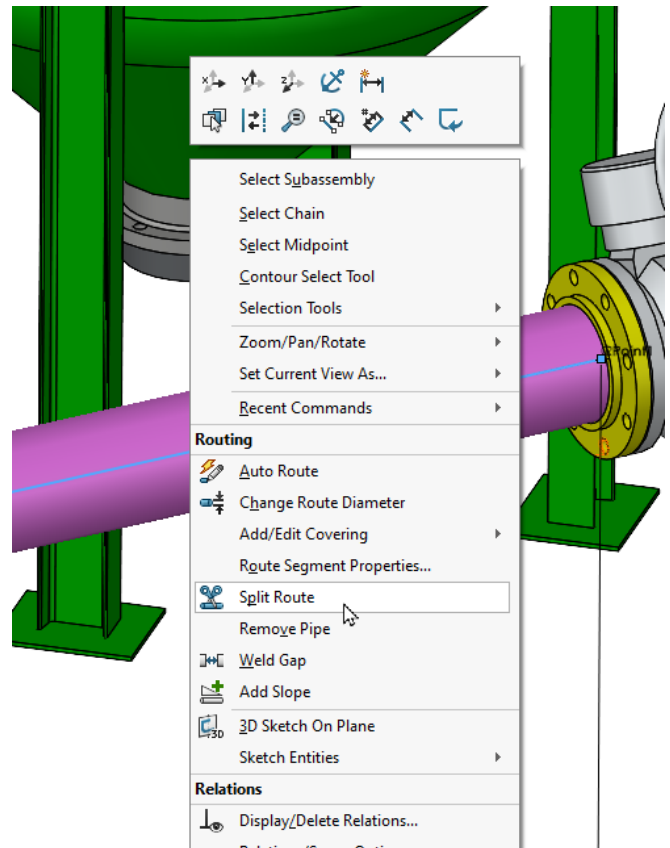 Select Subassembly
Select Chain
Select Midpoint
Contour Select Tool
Selection Tools
Zoom/Pan/Rotate
Set Current View As...
Recent Commands
Routing
Auto Route
Change Route Diameter
Add/Edit Covering
Route Segment Properties...
Split Route
Remove Pipe
Weld Gap
Add Slope
3D Sketch On Plane
Sketch Entities
Relations
Display/Delete Relations...